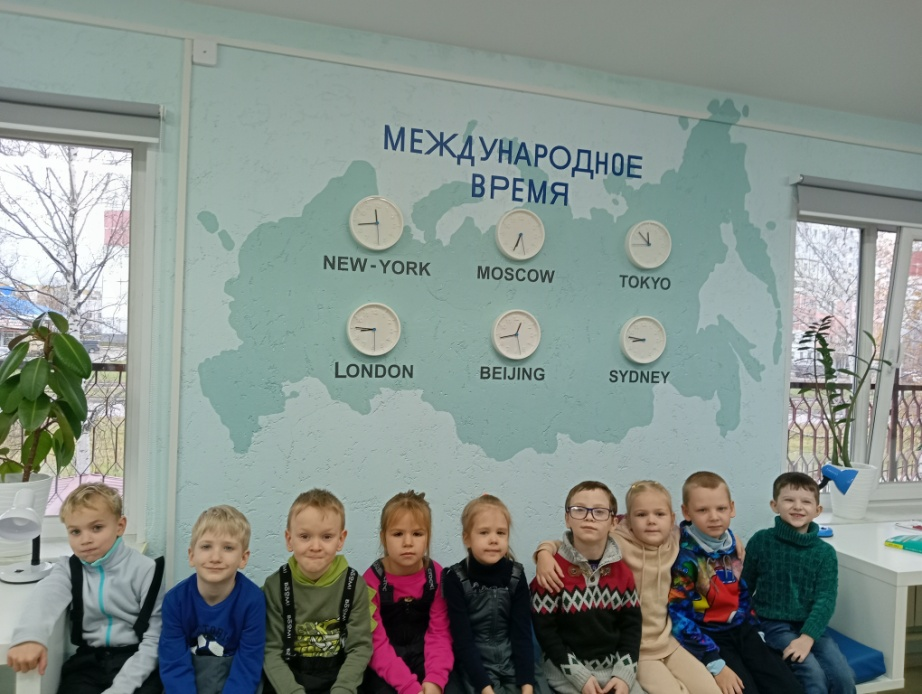 МЕЖДУНАРОДНОЕ
ВРЕМЯ
NEW-YORK
MOSCOW
TOKYO
LONDON
BEIJING
SYDNEY